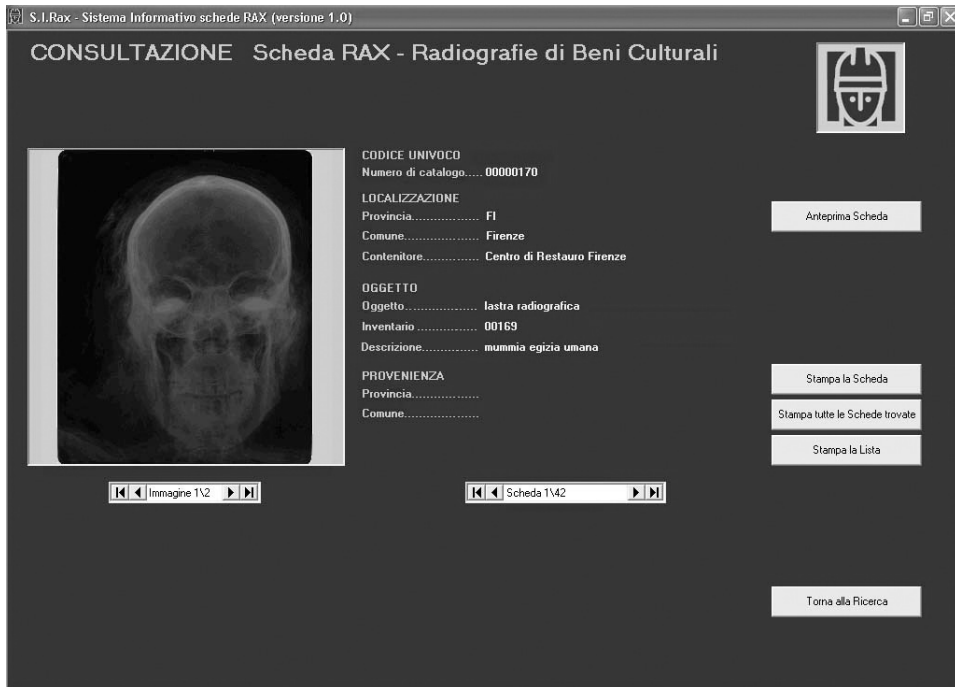 S.I.Rax - Sistema Informativo schede RAX (versione 1.0)
CONSULTAZIONE Scheda RAX - Radiografie di Beni Culturali
CODICE UNIVOCO
Numero di catalogo..... 00000170
LOCALIZZAZIONE
Provincia.................. FI
Comune.................... Firenze
Contenitore............... Centro di Restauro Firenze
Anteprima Scheda
OGGETTO
Oggetto................... lastra radiografica
Inventario ................ 00169
Descrizione............... mummia egizia umana
PROVENIENZA
Provincia..................
Comune....................
Stampa la Scheda
Stampa tutte le Schede trovate
Stampa la Lista
Immagine 1\2
Scheda 1\42
Torna alla Ricerca